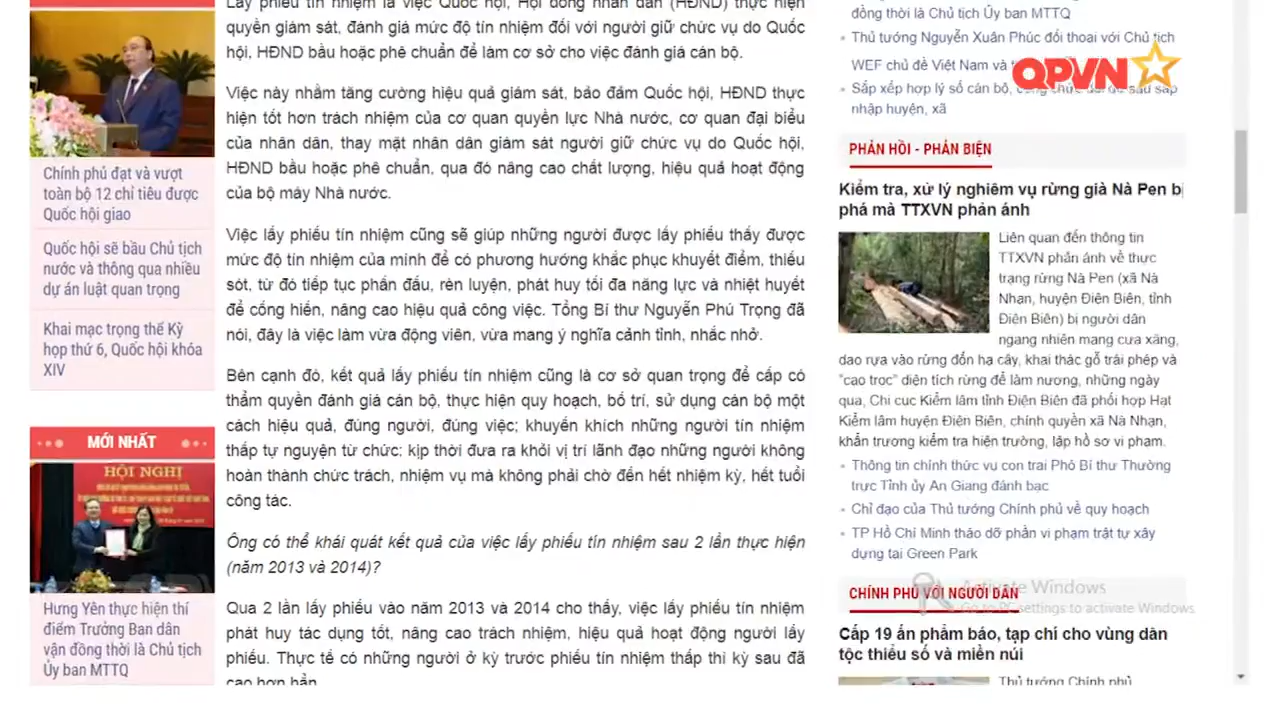 Chính phủ đạt và vượt
toàn bộ 12 chỉ tiêu được
Quốc hội giao
Quốc hội sẽ bầu Chủ tịch
nước và thông qua nhiều
dự án luật quan trọng
Khai mạc trọng thể Kỳ
họp thứ 6, Quốc hội khóa
XIV
MỚI NHẤT
HỘI NGHỊ
Hưng Yên thực hiện thí
điểm Trưởng Ban dân
vận đồng thời là Chủ tịch
Ủy ban MTTQ
Lấy phiếu tín nhiệm là việc Quốc hội, Hội đồng nhân dân (HĐND) thực hiện
quyền giám sát, đánh giá mức độ tín nhiệm đối với người giữ chức vụ do Quốc
hội, HĐND bầu hoặc phê chuẩn để làm cơ sở cho việc đánh giá cán bộ.
Việc này nhằm tăng cường hiệu quả giám sát, bảo đảm Quốc hội, HĐND thực
hiện tốt hơn trách nhiệm của cơ quan quyền lực Nhà nước, cơ quan đại biểu
của nhân dân, thay mặt nhân dân giám sát người giữ chức vụ do Quốc hội,
HĐND bầu hoặc phê chuẩn, qua đó nâng cao chất lượng, hiệu quả hoạt động
của bộ máy Nhà nước.
Việc lấy phiếu tín nhiệm cũng sẽ giúp những người được lấy phiếu thấy được
mức độ tín nhiệm của mình để có phương hướng khắc phục khuyết điểm, thiếu
sót, từ đó tiếp tục phấn đấu, rèn luyện, phát huy tối đa năng lực và nhiệt huyết
để cống hiến, nâng cao hiệu quả công việc. Tổng Bí thư Nguyễn Phú Trọng đã
nói, đây là việc làm vừa động viên, vừa mang ý nghĩa cảnh tỉnh, nhắc nhở.
Bên cạnh đó, kết quả lấy phiếu tín nhiệm cũng là cơ sở quan trọng để cấp có
thẩm quyền đánh giá cán bộ, thực hiện quy hoạch, bố trí, sử dụng cán bộ một
cách hiệu quả, đúng người, đúng việc; khuyến khích những người tín nhiệm
thấp tự nguyện từ chức; kịp thời đưa ra khỏi vị trí lãnh đạo những người không
hoàn thành chức trách, nhiệm vụ mà không phải chờ đến hết nhiệm kỳ, hết tuổi
công tác.
Ông có thể khái quát kết quả của việc lấy phiếu tín nhiệm sau 2 lần thực hiện
(năm 2013 và 2014)?
Qua 2 lần lấy phiếu vào năm 2013 và 2014 cho thấy, việc lấy phiếu tín nhiệm
phát huy tác dụng tốt, nâng cao trách nhiệm, hiệu quả hoạt động người lấy
phiếu. Thực tế có những người ở kỳ trước phiếu tín nhiệm thấp thì kỳ sau đã
cao hơn hẳn
đồng thời là Chủ tịch Ủy ban MTTQ
Thủ tướng Nguyễn Xuân Phúc đối thoại với Chủ tịch
WEF chủ đề Việt Nam và
QPVN
Sắp xếp hợp lý số cán bộ, công chức dôi dư sau sáp
nhập huyện, xã
PHẢN HỒI - PHẢN BIỆN
Kiểm tra, xử lý nghiêm vụ rừng già Nà Pen bị
phá mà TTXVN phản ánh
Liên quan đến thông tin
TTXVN phản ánh về thực
trạng rừng Nà Pen (xã Nà
Nhạn, huyện Điện Biên, tỉnh
Điện Biên) bị người dân
ngang nhiên mang cưa xăng,
dao rựa vào rừng đốn hạ cây, khai thác gỗ trái phép và
"cạo trọc" diện tích rừng để làm nương, những ngày
qua, Chi cục Kiểm lâm tỉnh Điện Biên đã phối hợp Hạt
Kiểm lâm huyện Điện Biên, chính quyền xã Nà Nhạn,
khẩn trương kiểm tra hiện trường, lập hồ sơ vi phạm.
Thông tin chính thức vụ con trai Phó Bí thư Thường
trực Tỉnh ủy An Giang đánh bạc
Chỉ đạo của Thủ tướng Chính phủ về quy hoạch
TP Hồ Chí Minh tháo dỡ phần vi phạm trật tự xây
dựng tại Green Park
Activate Windows
Go to PC settings to activate Windows.
CHÍNH PHỦ VỚI NGƯỜI DÂN
Cấp 19 ấn phẩm báo, tạp chí cho vùng dân
tộc thiểu số và miền núi
Thủ tướng Chính phủ